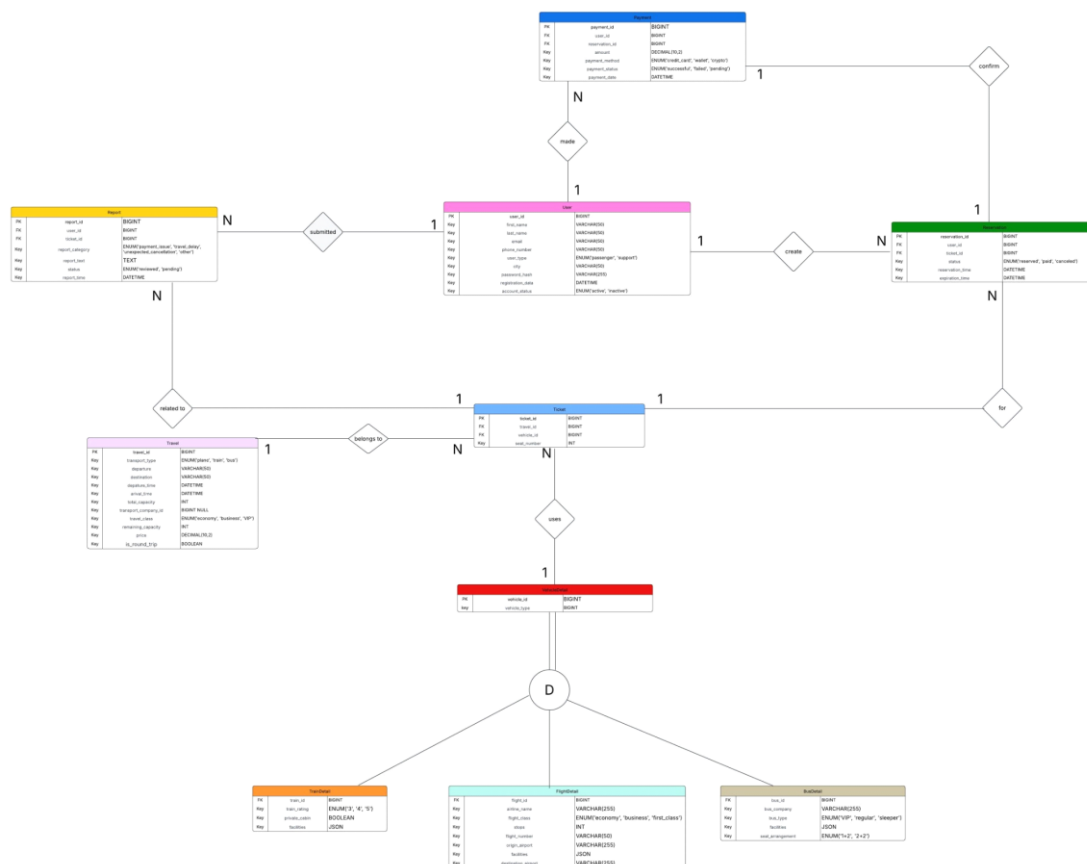 Payment
PK payment_id BIGINT
FK user_id BIGINT
FK reservation_id BIGINT
Key amount DECIMAL(10,2)
Key payment_method ENUM('credit_card', 'wallet', 'crypto')
Key payment_status ENUM('successful', 'failed', 'pending')
Key payment_date DATETIME
1
confirm
N
made
1
1
Report
PK report_id BIGINT
FK user_id BIGINT
FK ticket_id BIGINT
Key report_category ENUM('payment_issue', 'travel_delay', 'unexpected_cancellation', 'other')
Key report_text TEXT
Key status ENUM('reviewed', 'pending')
Key report_time DATETIME
N
submitted
1
User
PK user_id BIGINT
Key first_name VARCHAR(50)
Key last_name VARCHAR(50)
Key email VARCHAR(50)
Key phone_number VARCHAR(50)
Key user_type ENUM('passenger', 'support')
Key city VARCHAR(50)
Key password_hash VARCHAR(255)
Key registration_date DATETIME
Key account_status ENUM('active', 'inactive')
1
create
N
Reservation
PK reservation_id BIGINT
FK user_id BIGINT
FK ticket_id BIGINT
Key status ENUM('reserved', 'paid', 'canceled')
Key reservation_time DATETIME
Key expiration_time DATETIME
N
N
related to
1
Ticket
PK ticket_id BIGINT
FK travel_id BIGINT
FK vehicle_id BIGINT
Key seat_number INT
1
for
Travel
PK travel_id BIGINT
Key transport_type ENUM('plane', 'train', 'bus')
Key departure VARCHAR(50)
Key destination VARCHAR(50)
Key departure_time DATETIME
Key arrival_time DATETIME
Key total_capacity INT
Key transport_company_id BIGINT NULL
Key travel_class ENUM('economy', 'business', 'VIP')
Key remaining_capacity INT
Key price DECIMAL(10,2)
Key is_round_trip BOOLEAN
1
belongs to
N
N
uses
1
PK vehicle_id BIGINT
Key vehicle_type BIGINT
D
TrainDetail
FK train_id BIGINT
Key train_rating ENUM('3', '4', '5')
Key private_cabin BOOLEAN
Key facilities JSON
FlightDetail
FK flight_id BIGINT
Key airline_name VARCHAR(255)
Key flight_class ENUM('economy', 'business', 'first_class')
Key stops INT
Key flight_number VARCHAR(50)
Key origin_airport VARCHAR(255)
Key facilities JSON
Key destination_airport VARCHAR(255)
BusDetail
FK bus_id BIGINT
Key bus_company VARCHAR(255)
Key bus_type ENUM('VIP', 'regular', 'sleeper')
Key facilities JSON
Key seat_arrangement ENUM('1+2', '2+2')